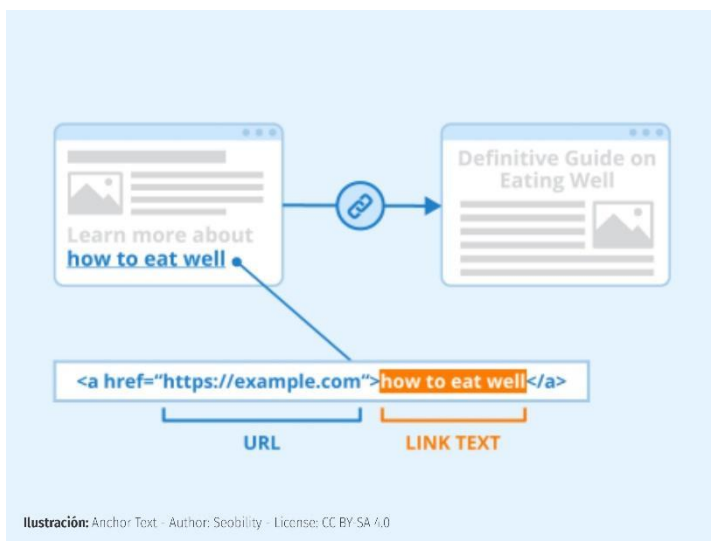 Definitive Guide on
Eating Well
Learn more about
how to eat well
<a href=“https://example.com“>how to eat well</a>
URL
LINK TEXT
Ilustración: Anchor Text - Author: Seobility - License: CC BY-SA 4.0